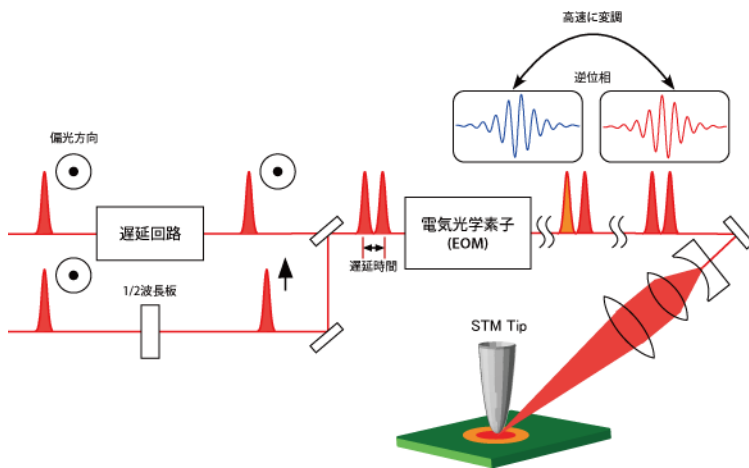 高速に変調
逆位相
偏光方向
遅延回路
電気光学素子
(EOM)
遅延時間
1/2波長板
STM Tip